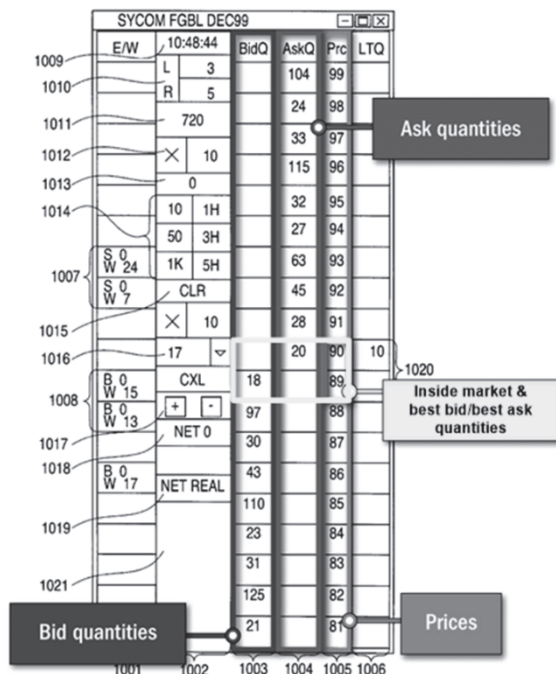 SYCOM FGBL DEC99
E/W 10:48:44 BidQ AskQ Prc LTQ
1009
L 3 104 99
1010
R 5 24 98
Ask quantities
1011 720 33 97
1012 X 10 115 96
1013 0
1014 10 1H 32 95
50 3H 27 94
S 0
W 24 1K 5H 63 93
1007
S 0
W 7 CLR 45 92
1015 X 10 28 91
1016 17 20 90 10
1020
B 0
W 15 CXL 18 89
1008
Inside market &
best bid/best ask
quantities
B 0
W 13 + - 97 88
1017
NET 0 30 87
1018
B 0
W 17 43 86
NET REAL 110 85
1019
23 84
31 83
1021
125 82
Bid quantities
Prices
21 81
1001 1002 1003 1004 1005 1006